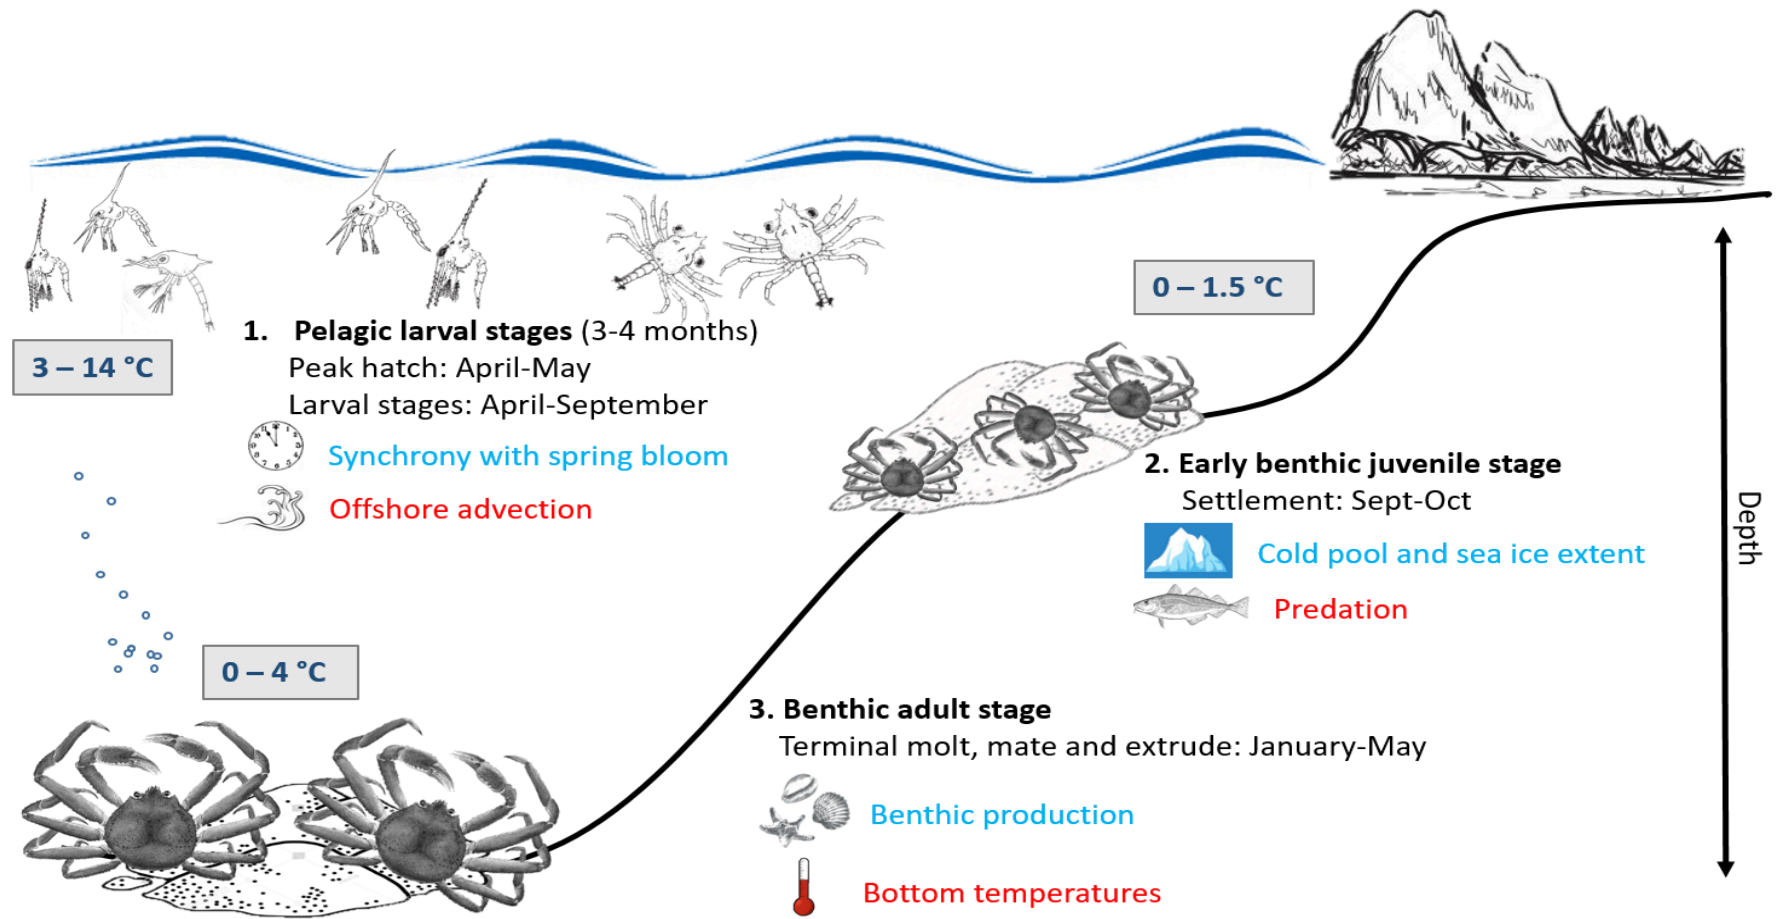 3 – 14 °C
1. Pelagic larval stages (3-4 months)
Peak hatch: April-May
Larval stages: April-September
Synchrony with spring bloom
Offshore advection
0 – 1.5 °C
2. Early benthic juvenile stage
Settlement: Sept-Oct
Cold pool and sea ice extent
Predation
Depth
0 – 4 °C
3. Benthic adult stage
Terminal molt, mate and extrude: January-May
Benthic production
Bottom temperatures